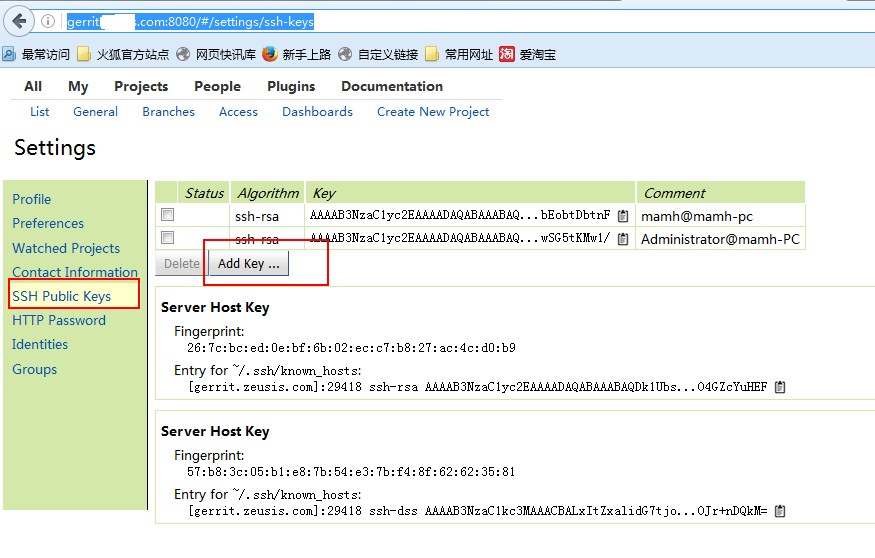 gerrit is.com:8080/#/settings/ssh-keys
最常访问 火狐官方站点 网页快讯库 新手上路 自定义链接 常用网址 淘 爱淘宝
All My Projects People Plugins Documentation
List General Branches Access Dashboards Create New Project
Settings
Profile
Preferences
Watched Projects
Contact Information
SSH Public Keys
HTTP Password
Identities
Groups
Status Algorithm Key Comment
ssh-rsa AAAAB3NzaC1yc2EAAAADAQABAAABAQ...bEobtDbtnF mamh@mamh-pc
ssh-rsa AAAAB3NzaC1yc2EAAAADAQABAAABAQ...wSG5tKMw1/ Administrator@mamh-PC
Delete Add Key ...
Server Host Key
Fingerprint:
26:7c:bc:ed:0e:bf:6b:02:ec:c7:b8:27:ac:4c:d0:b9
Entry for ~/.ssh/known_hosts:
[gerrit.zeusis.com]:29418 ssh-rsa AAAAB3NzaC1yc2EAAAADAQABAAABAQDk1Ubs...O4GZcYuHEF
Server Host Key
Fingerprint:
57:b8:3c:05:b1:e8:7b:54:e3:7b:f4:8f:62:62:35:81
Entry for ~/.ssh/known_hosts:
[gerrit.zeusis.com]:29418 ssh-dss AAAAB3NzaC1kc3MAAACBALxItZxalidG7tjo...OJr+nDQkM=